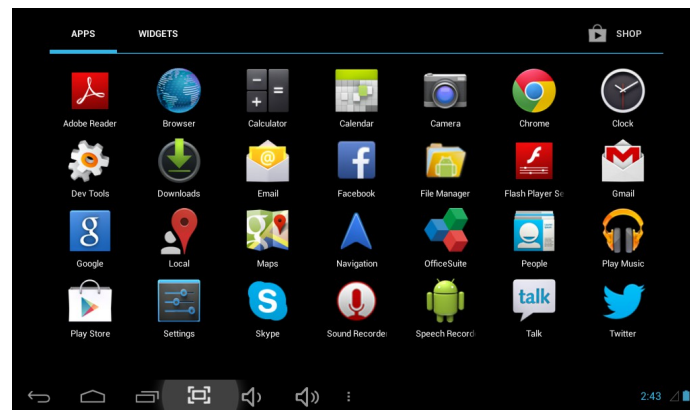 APPS WIDGETS SHOP
Adobe Reader Browser Calculator Calendar Camera Chrome Clock
Dev Tools Downloads Email Facebook File Manager Flash Player Se Gmail
Google Local Maps Navigation OfficeSuite People Play Music
talk
Play Store Settings Skype Sound Recorder Speech Record Talk Twitter
2:43